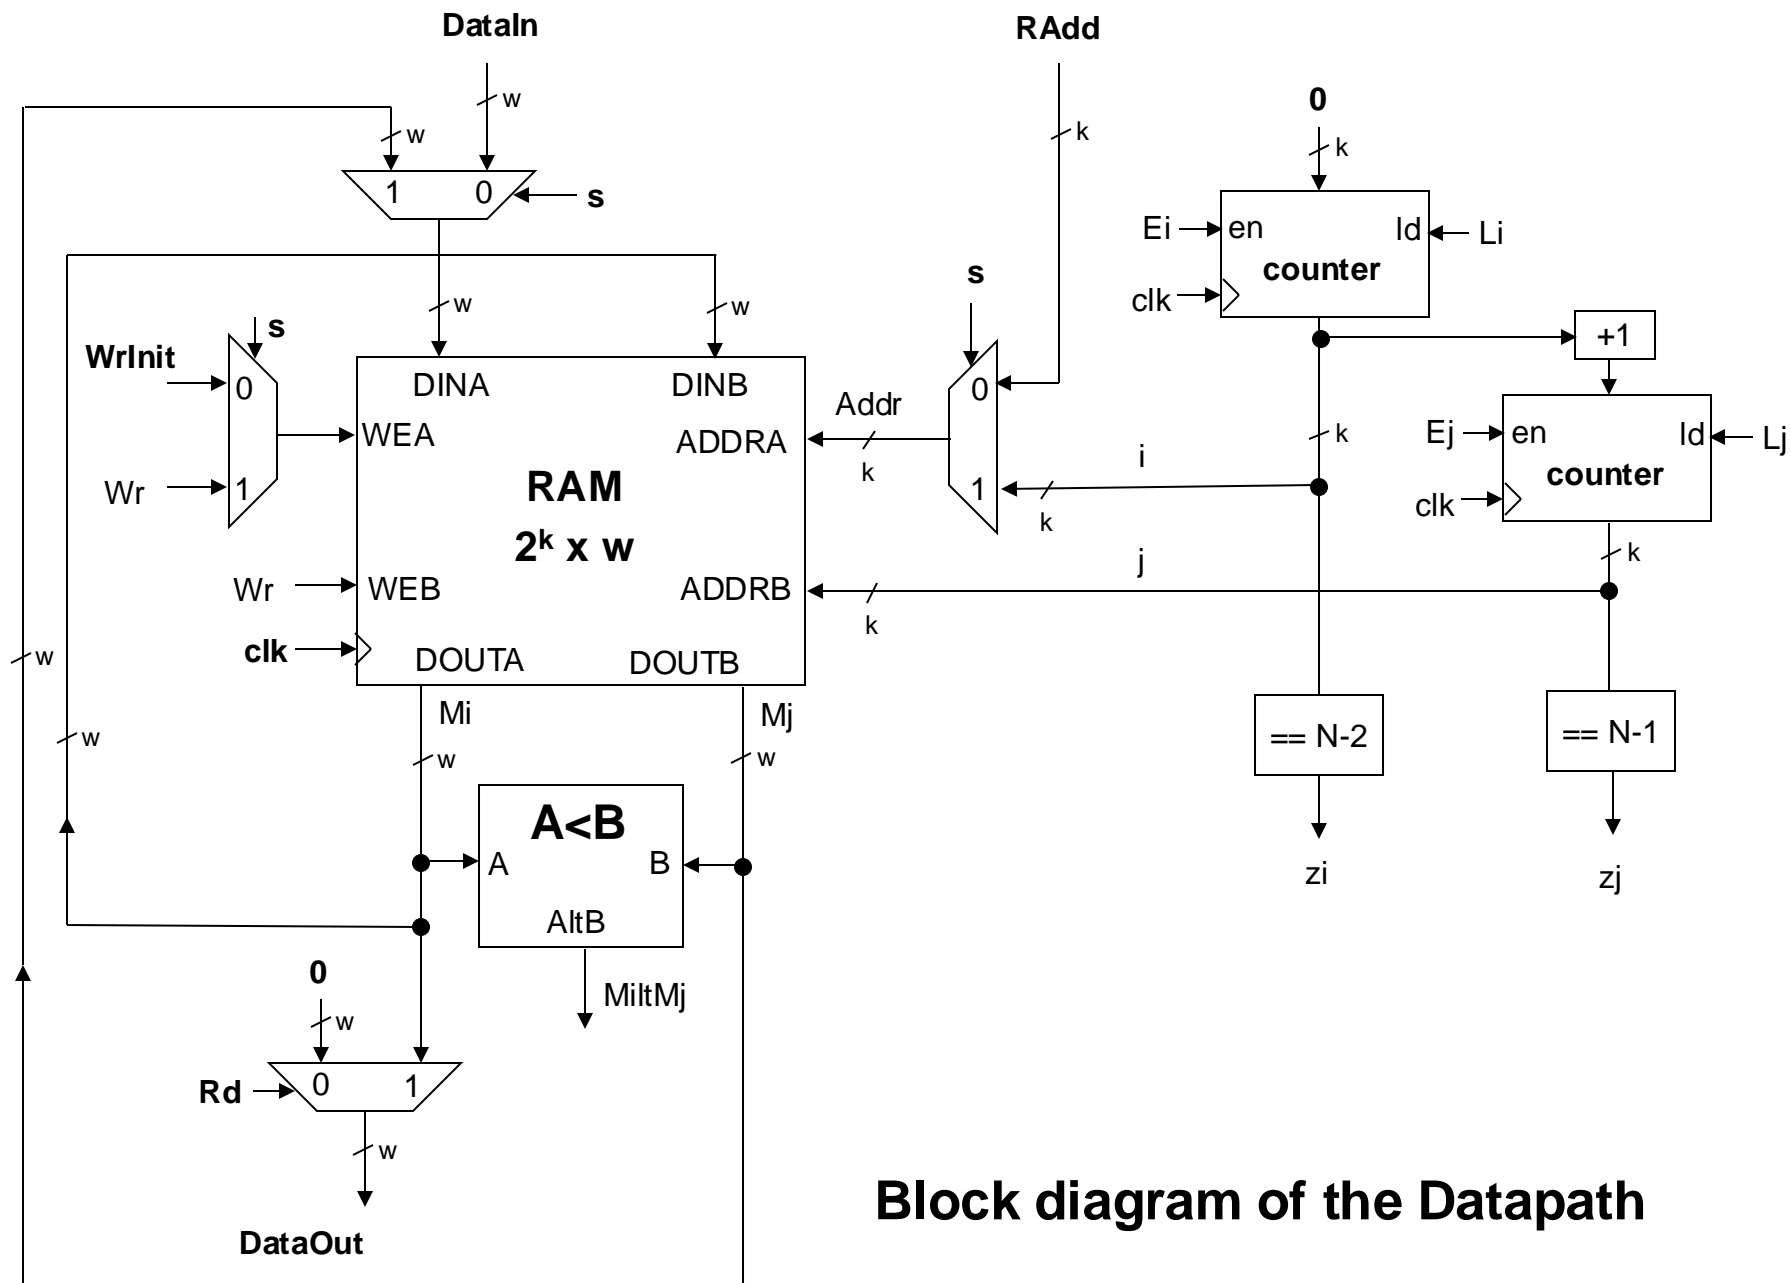 DataIn
RAdd
w
0
w
k
k
1 0
s
Ei
en
ld
Li
counter
s
clk
w
w
s
+1
WrInit
0
DINA
DINB
0
Addr
WEA
ADDRA
k
Ej
en
ld
Lj
i
counter
k
Wr
1
RAM
1
k
clk
2ᵏ x w
j
k
Wr
WEB
ADDRB
k
clk
DOUTA
DOUTB
w
Mi
Mj
w
w
w
== N-2
== N-1
A<B
A
B
zi
zj
AltB
0
MiltMj
w
Rd
0 1
w
Block diagram of the Datapath
DataOut